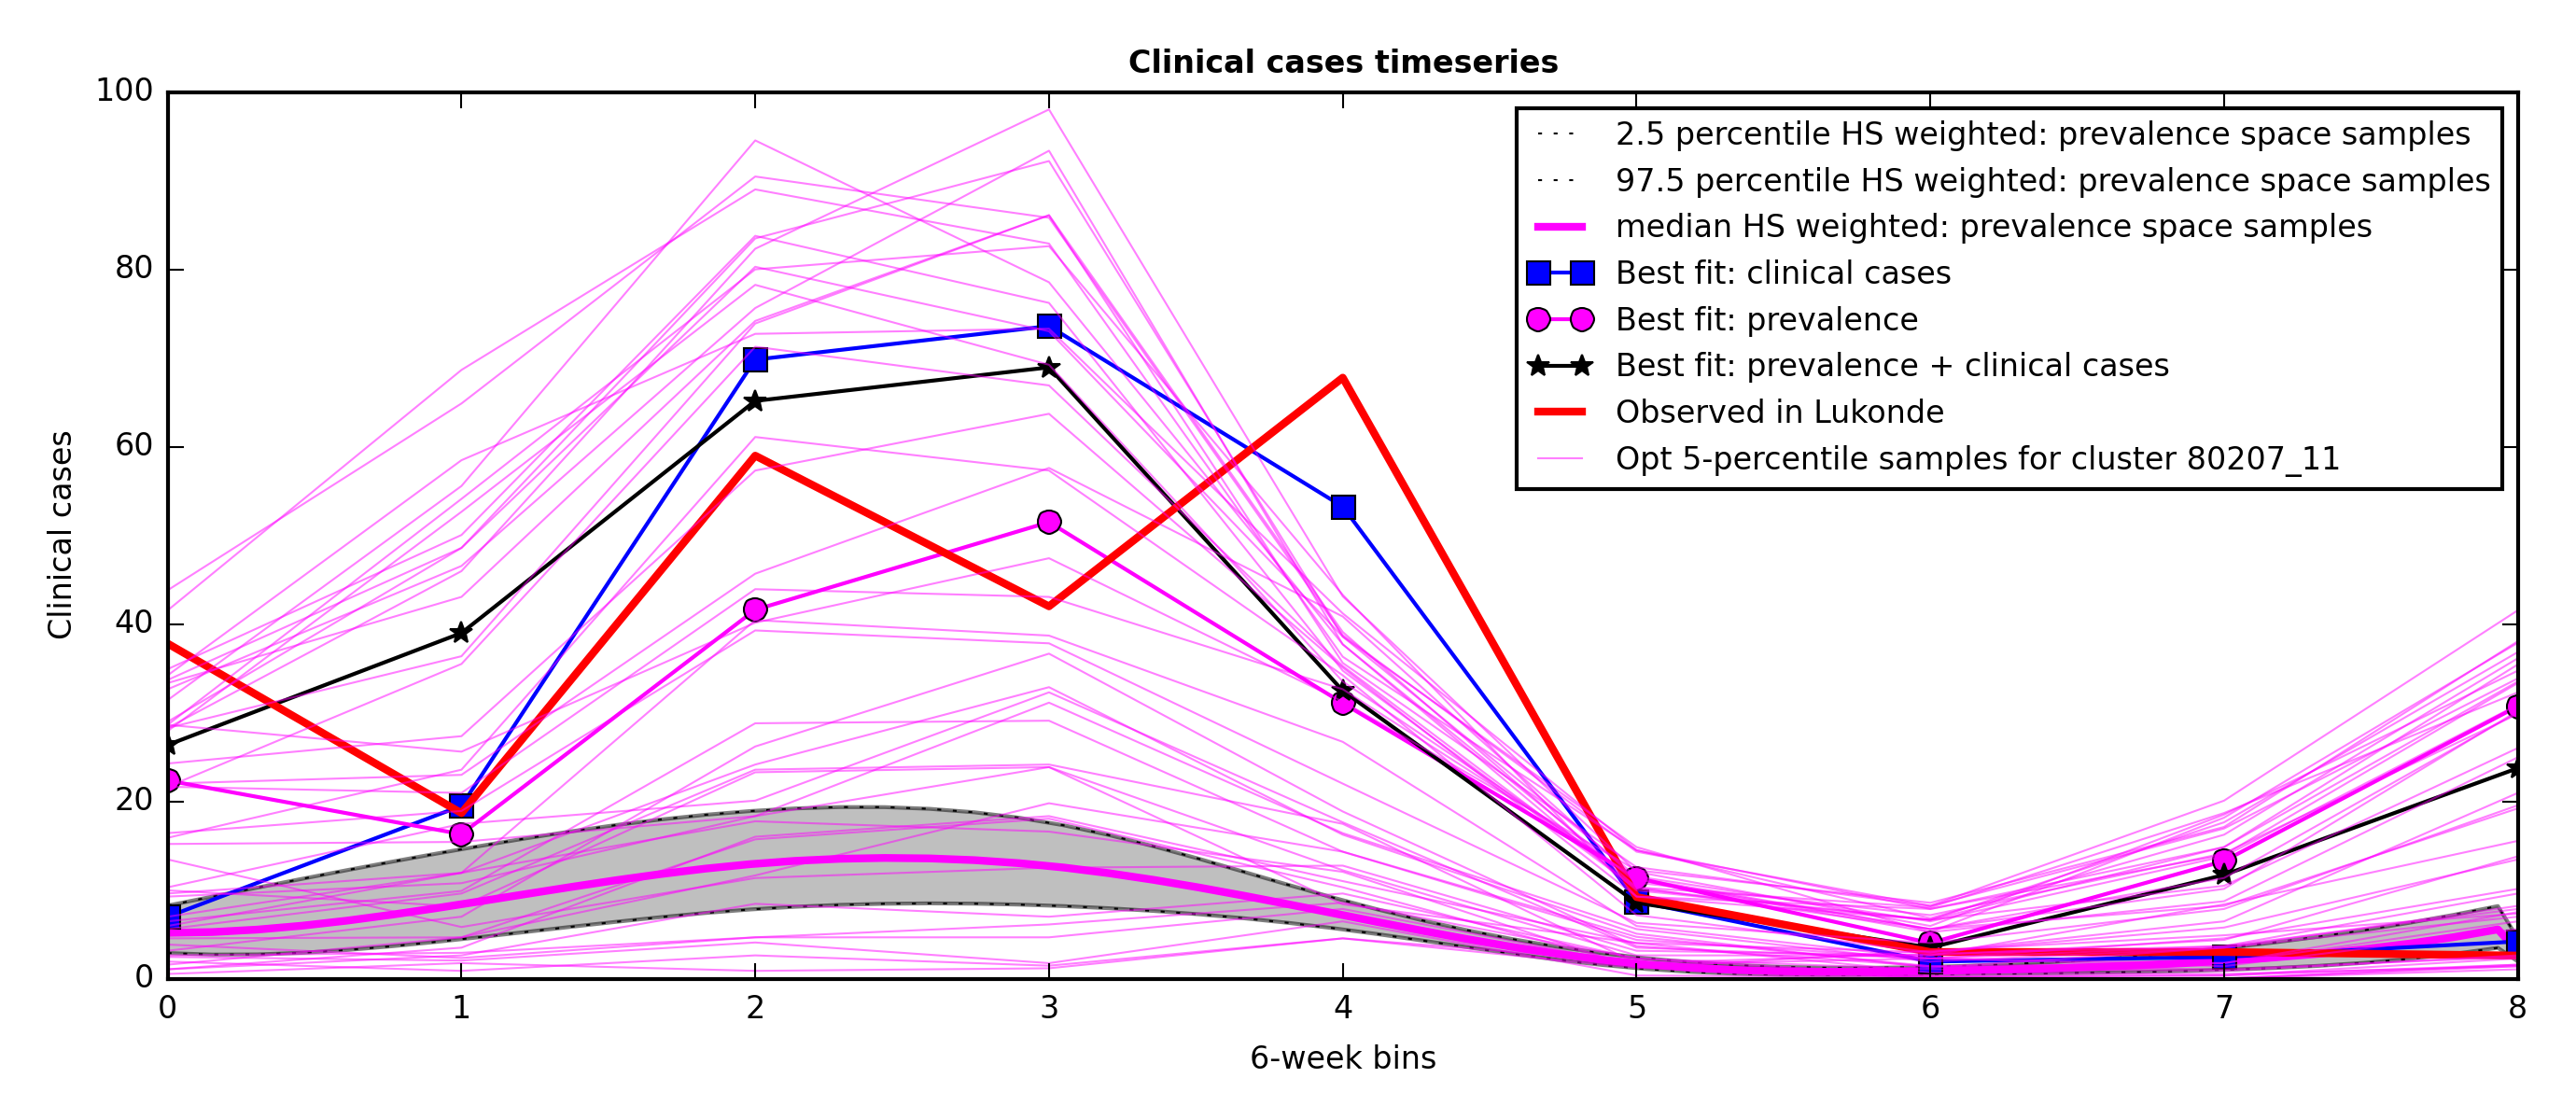 Clinical cases timeseries
100
80
60
40
20
0
Clinical cases
2.5 percentile HS weighted: prevalence space samples
97.5 percentile HS weighted: prevalence space samples
median HS weighted: prevalence space samples
Best fit: clinical cases
Best fit: prevalence
Best fit: prevalence + clinical cases
Observed in Lukonde
Opt 5-percentile samples for cluster 80207_11
0 1 2 3 4 5 6 7 8
6-week bins